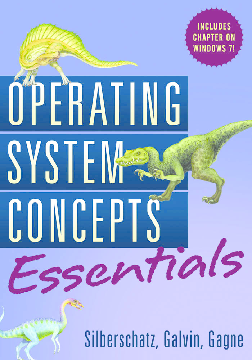 INCLUDES
CHAPTER ON
WINDOWS 7!
OPERATING
SYSTEM
CONCEPTS
Essentials
Silberschatz, Galvin, Gagne